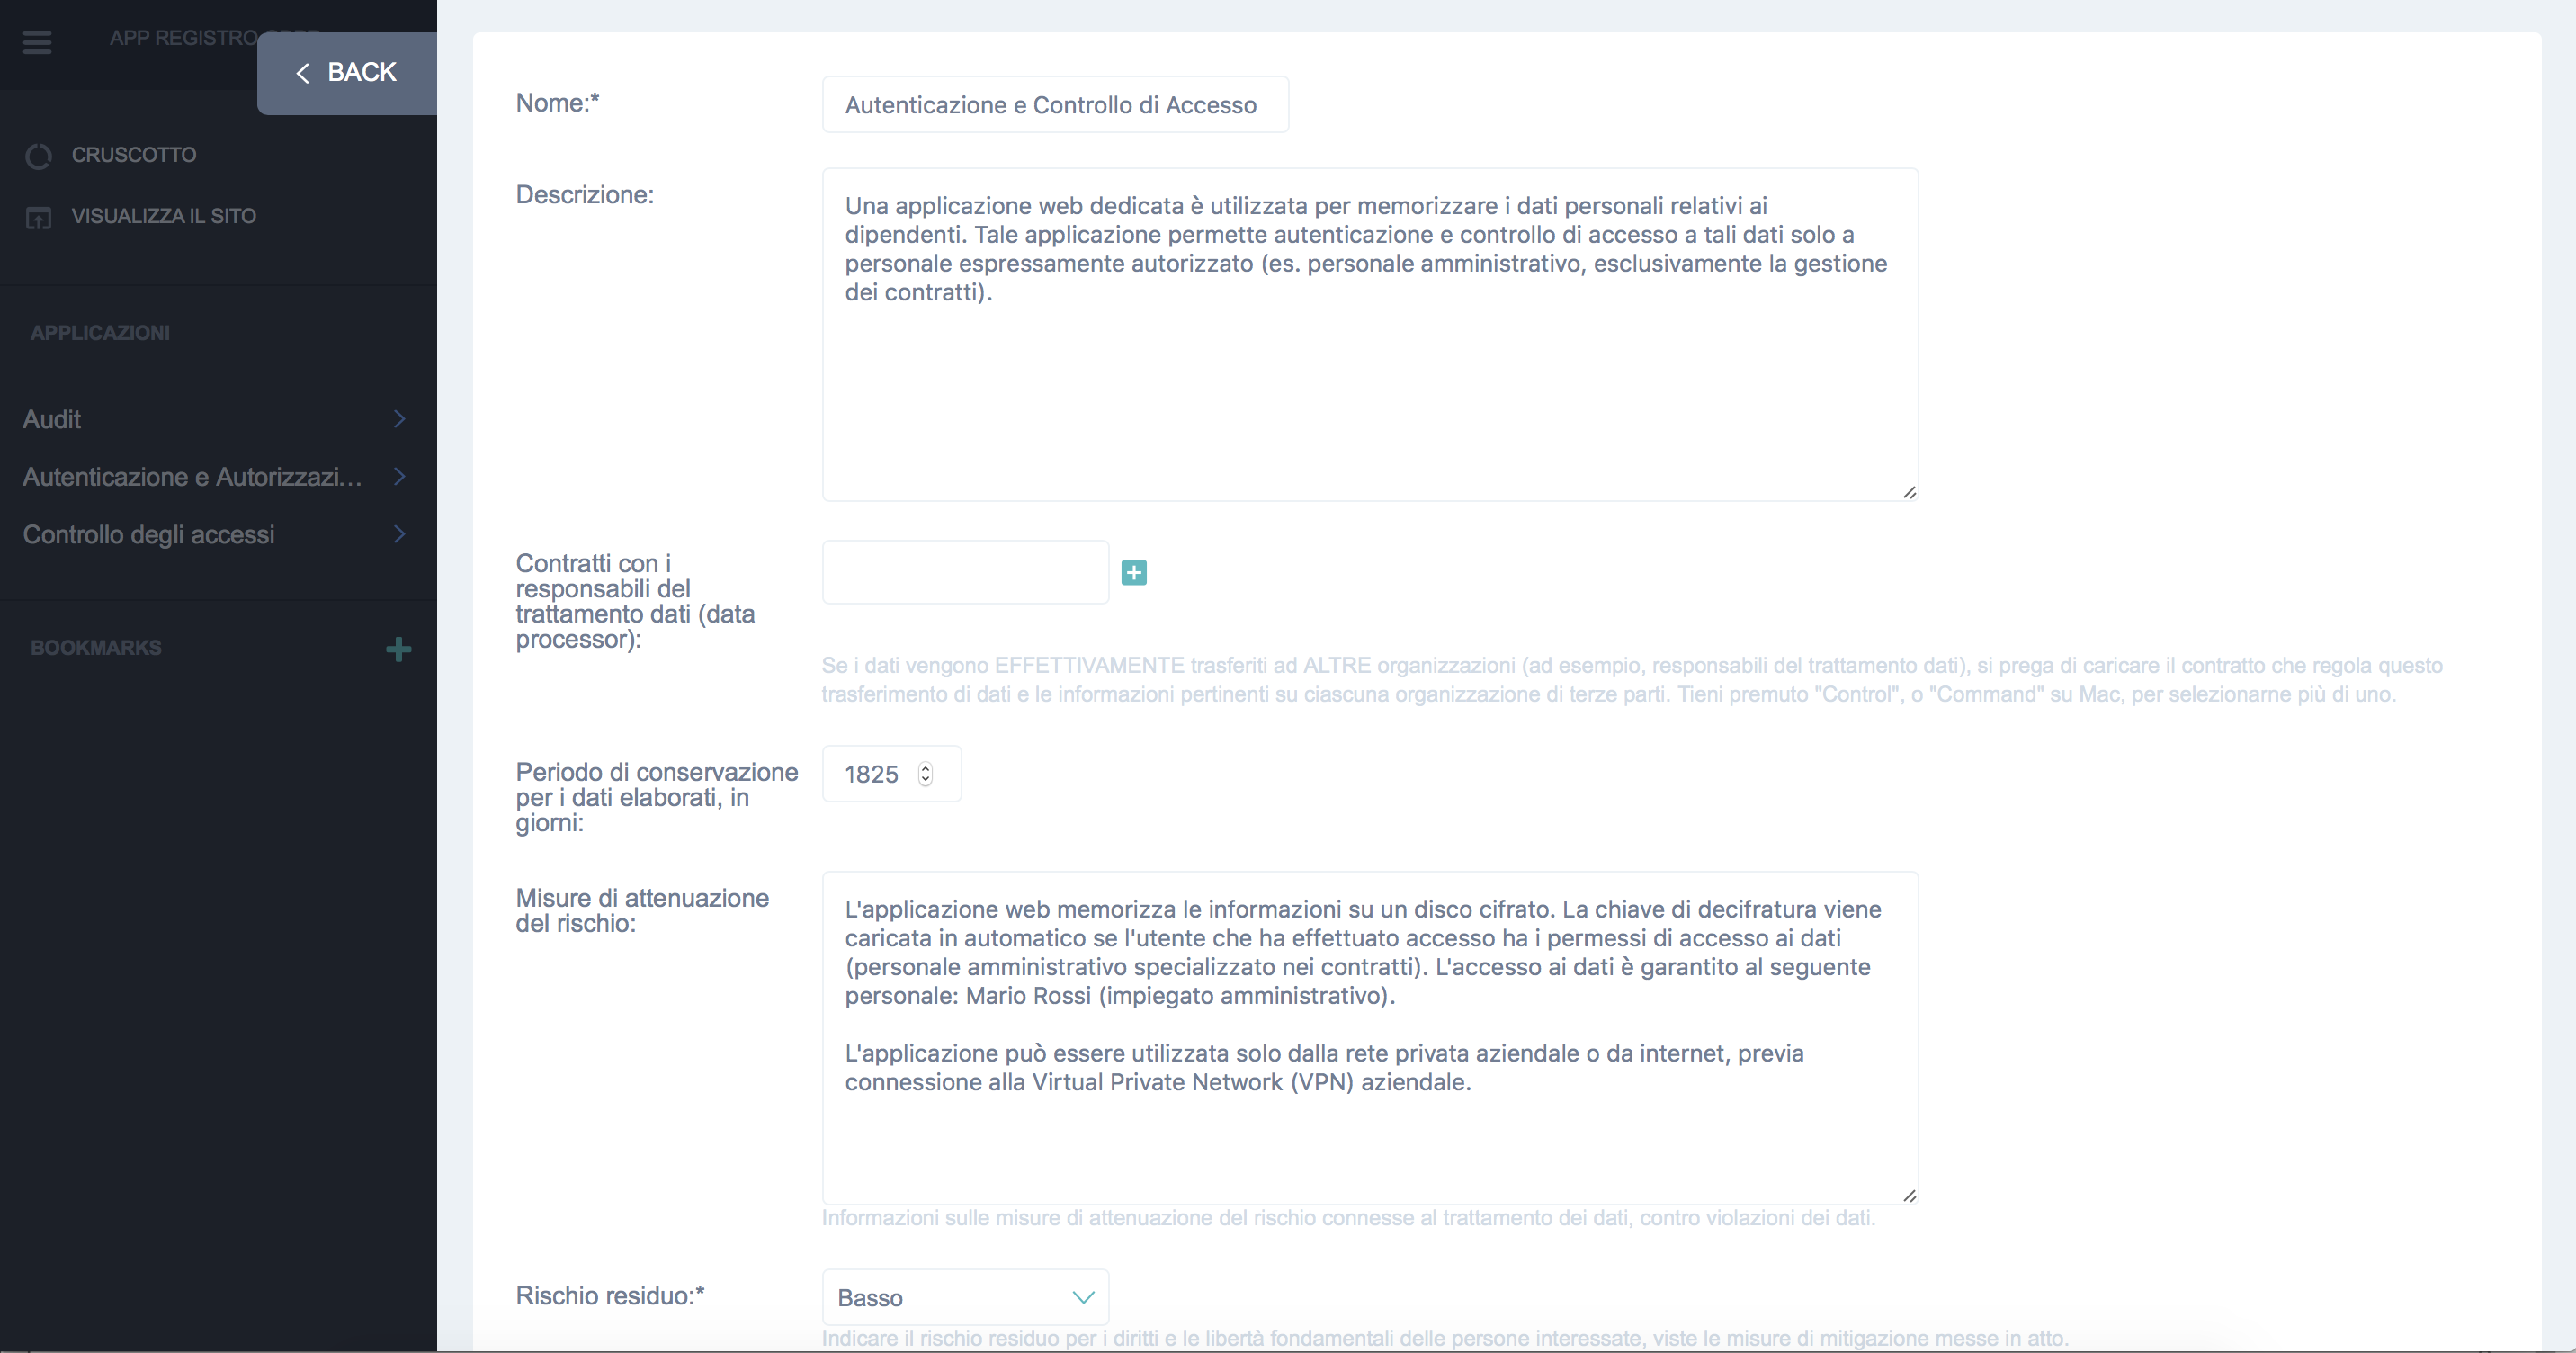 APP REGISTRO
BACK
CRUSCOTTO
VISUALIZZA IL SITO
APPLICAZIONI
Audit
Autenticazione e Autorizzazi...
Controllo degli accessi
BOOKMARKS
Nome:*
Autenticazione e Controllo di Accesso
Descrizione:
Una applicazione web dedicata è utilizzata per memorizzare i dati personali relativi ai
dipendenti. Tale applicazione permette autenticazione e controllo di accesso a tali dati solo a
personale espressamente autorizzato (es. personale amministrativo, esclusivamente la gestione
dei contratti).
Contratti con i
responsabili del
trattamento dati (data
processor):
Se i dati vengono EFFETTIVAMENTE trasferiti ad ALTRE organizzazioni (ad esempio, responsabili del trattamento dati), si prega di caricare il contratto che regola questo
trasferimento di dati e le informazioni pertinenti su ciascuna organizzazione di terze parti. Tieni premuto "Control", o "Command" su Mac, per selezionarne più di uno.
Periodo di conservazione
per i dati elaborati, in
giorni:
1825
Misure di attenuazione
del rischio:
L'applicazione web memorizza le informazioni su un disco cifrato. La chiave di decifratura viene
caricata in automatico se l'utente che ha effettuato accesso ha i permessi di accesso ai dati
(personale amministrativo specializzato nei contratti). L'accesso ai dati è garantito al seguente
personale: Mario Rossi (impiegato amministrativo).
L'applicazione può essere utilizzata solo dalla rete privata aziendale o da internet, previa
connessione alla Virtual Private Network (VPN) aziendale.
Informazioni sulle misure di attenuazione del rischio connesse al trattamento dei dati, contro violazioni dei dati.
Rischio residuo:*
Basso
Indicare il rischio residuo per i diritti e le libertà fondamentali delle persone interessate, viste le misure di mitigazione messe in atto.